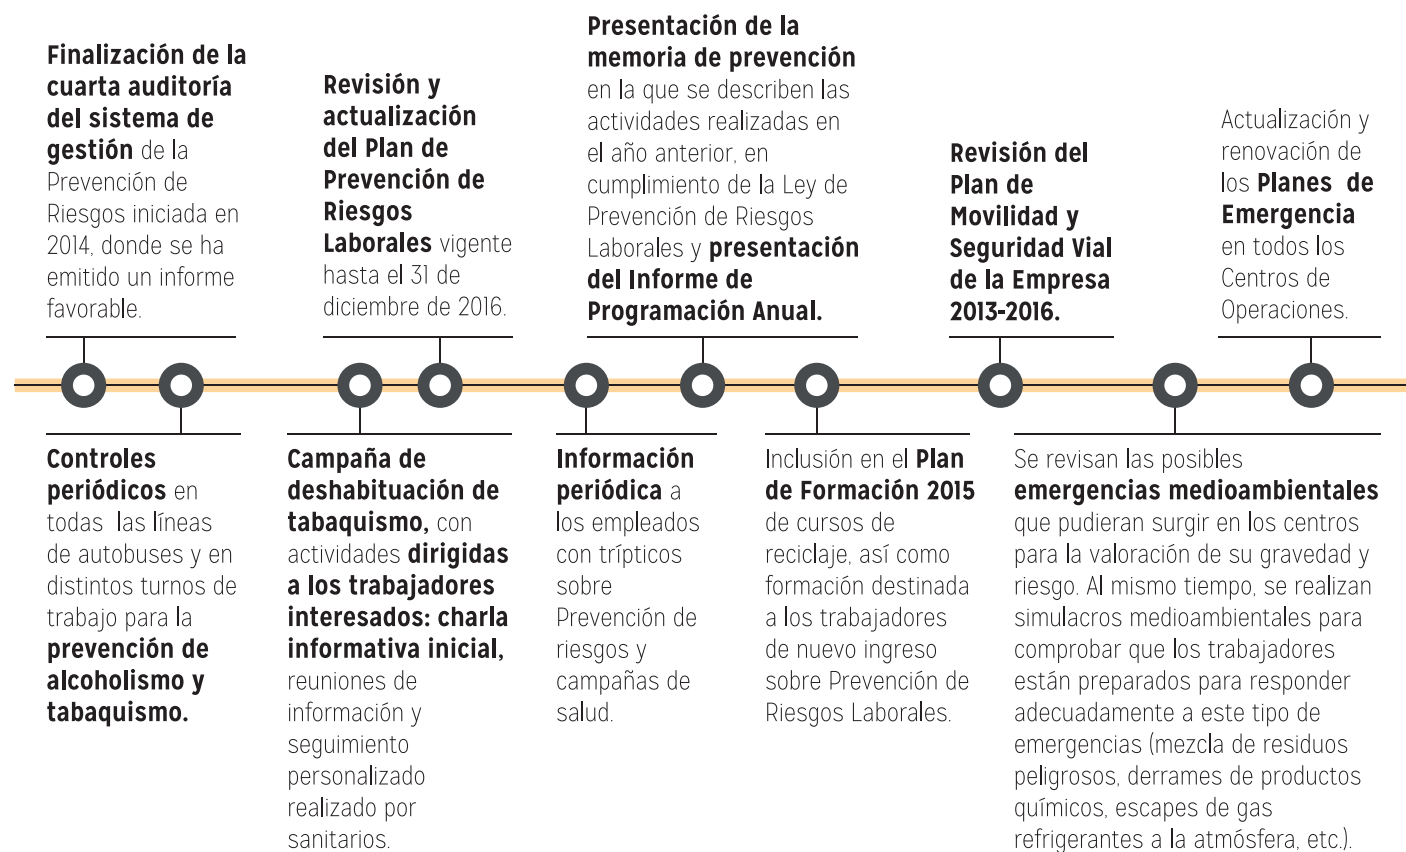 Finalización de la
cuarta auditoría
del sistema de
gestión de la
Prevención de
Riesgos iniciada en
2014, donde se ha
emitido un informe
favorable.
Revisión y
actualización
del Plan de
Prevención de
Riesgos
Laborales vigente
hasta el 31 de
diciembre de 2016.
Presentación de la
memoria de prevención
en la que se describen las
actividades realizadas en
el año anterior, en
cumplimiento de la Ley de
Prevención de Riesgos
Laborales y presentación
del Informe de
Programación Anual.
Revisión del
Plan de
Movilidad y
Seguridad Vial
de la Empresa
2013-2016.
Actualización y
renovación de
los Planes de
Emergencia
en todos los
Centros de
Operaciones.
Controles
periódicos en
todas las líneas
de autobuses y en
distintos turnos de
trabajo para la
prevención de
alcoholismo y
tabaquismo.
Campaña de
deshabituación de
tabaquismo, con
actividades dirigidas
a los trabajadores
interesados: charla
informativa inicial,
reuniones de
información y
seguimiento
personalizado
realizado por
sanitarios.
Información
periódica a
los empleados
con trípticos
sobre
Prevención de
riesgos y
campañas de
salud.
Inclusión en el Plan
de Formación 2015
de cursos de
reciclaje, así como
formación destinada
a los trabajadores
de nuevo ingreso
sobre Prevención de
Riesgos Laborales.
Se revisan las posibles
emergencias medioambientales
que pudieran surgir en los centros
para la valoración de su gravedad y
riesgo. Al mismo tiempo, se realizan
simulacros medioambientales para
comprobar que los trabajadores
están preparados para responder
adecuadamente a este tipo de
emergencias (mezcla de residuos
peligrosos, derrames de productos
químicos, escapes de gas
refrigerantes a la atmósfera, etc.).